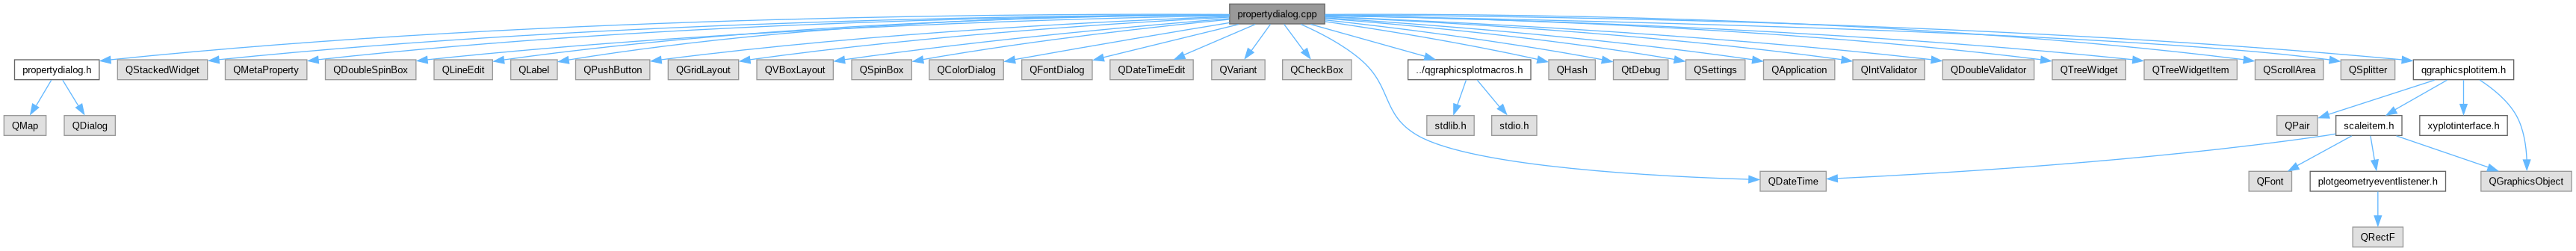 propertydialog.cpp
propertydialog.h
QStackedWidget
QMetaProperty
QDoubleSpinBox
QLineEdit
QLabel
QPushButton
QGridLayout
QVBoxLayout
QSpinBox
QColorDialog
QFontDialog
QDateTimeEdit
QVariant
QCheckBox
../qgraphicsplotmacros.h
QHash
QtDebug
QSettings
QApplication
QIntValidator
QDoubleValidator
QTreeWidget
QTreeWidgetItem
QScrollArea
QSplitter
qgraphicsplotitem.h
QMap
QDialog
stdlib.h
stdio.h
QPair
scaleitem.h
xyplotinterface.h
QDateTime
QFont
plotgeometryeventlistener.h
QGraphicsObject
QRectF